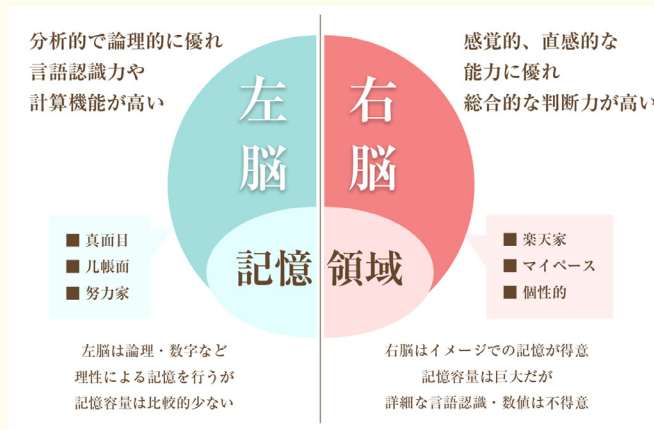 分析的で論理的に優れ
言語認識力や
計算機能が高い
左脳
右脳
感覚的、直感的な
能力に優れ
総合的な判断力が高い
記憶領域
■ 真面目
■ 几帳面
■ 努力家
■ 楽天家
■ マイペース
■ 個性的
左脳は論理・数字など
理性による記憶を行うが
記憶容量は比較的少ない
右脳はイメージでの記憶が得意
記憶容量は巨大だが
詳細な言語認識・数値は不得意